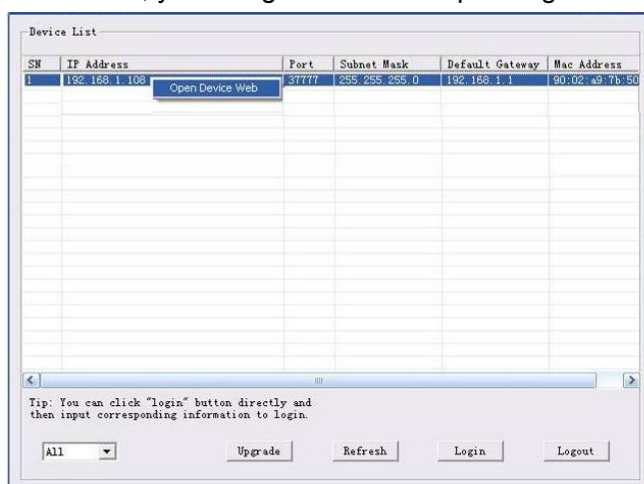 Device List
SN IP Address Port Subnet Mask Default Gateway Mac Address
1 192.168.1.108 37777 255.255.255.0 192.168.1.1 90:02:a9:7b:50
Open Device Web
Tip: You can click "login" button directly and
then input corresponding information to login.
All Upgrade Refresh Login Logout